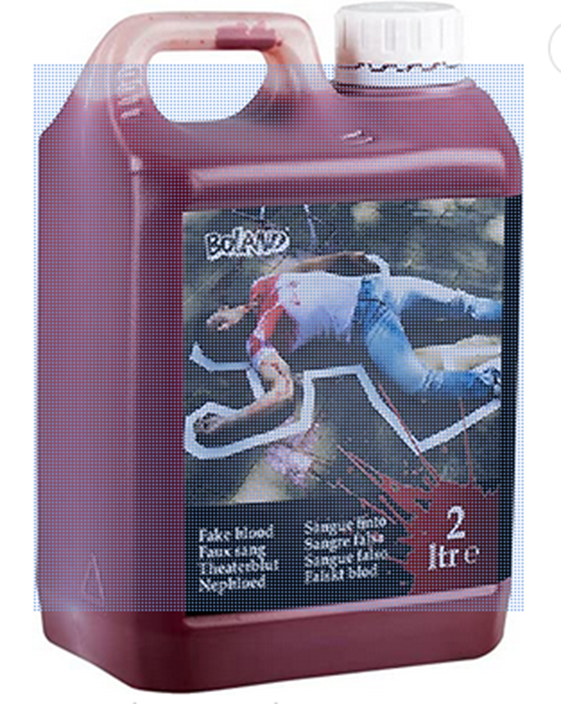 BOLAND
Fake blood
Faux sang
Theaterblut
Nepbloed
Sangue finto
Sangre falsa
Sangue falso
Falskt blod
2
ltr e